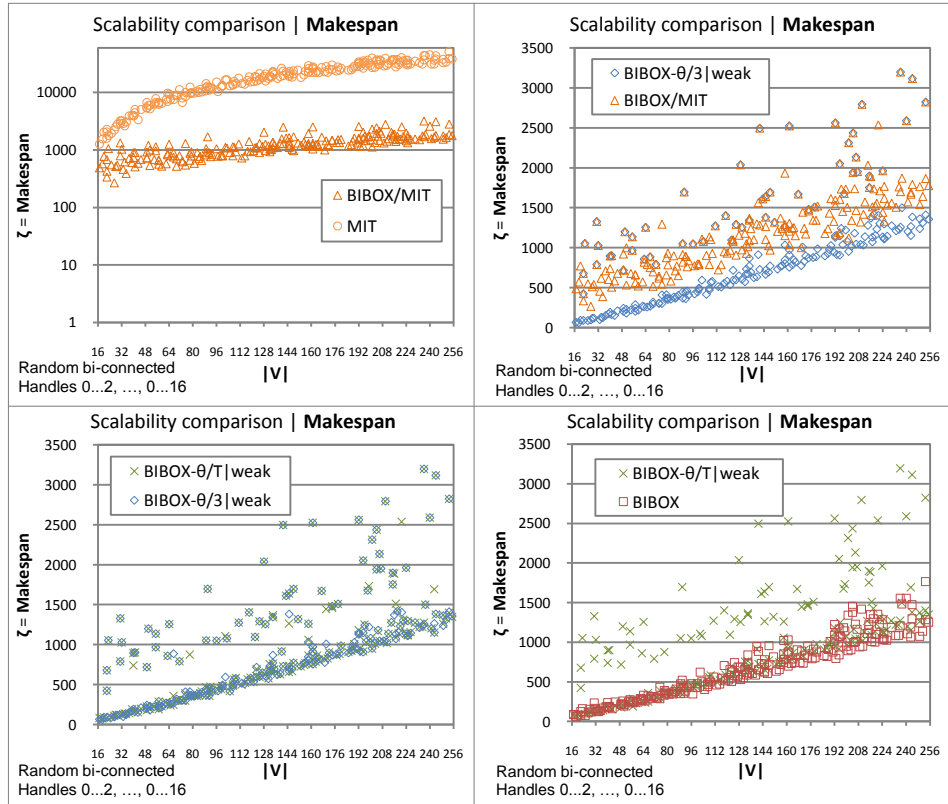 Scalability comparison | Makespan
ζ = Makespan
10000
1000
100
10
1
BIBOX/MIT
MIT
16 32 48 64 80 96 112 128 144 160 176 192 208 224 240 256
Random bi-connected
Handles 0...2, …, 0...16
|V|
Scalability comparison | Makespan
ζ = Makespan
3500
3000
2500
2000
1500
1000
500
0
BIBOX-θ/3|weak
BIBOX/MIT
16 32 48 64 80 96 112 128 144 160 176 192 208 224 240 256
Random bi-connected
Handles 0...2, …, 0...16
|V|
Scalability comparison | Makespan
ζ = Makespan
3500
3000
2500
2000
1500
1000
500
0
BIBOX-θ/T|weak
BIBOX-θ/3|weak
16 32 48 64 80 96 112 128 144 160 176 192 208 224 240 256
Random bi-connected
Handles 0...2, …, 0...16
|V|
Scalability comparison | Makespan
ζ = Makespan
3500
3000
2500
2000
1500
1000
500
0
BIBOX-θ/T|weak
BIBOX
16 32 48 64 80 96 112 128 144 160 176 192 208 224 240 256
Random bi-connected
Handles 0...2, …, 0...16
|V|